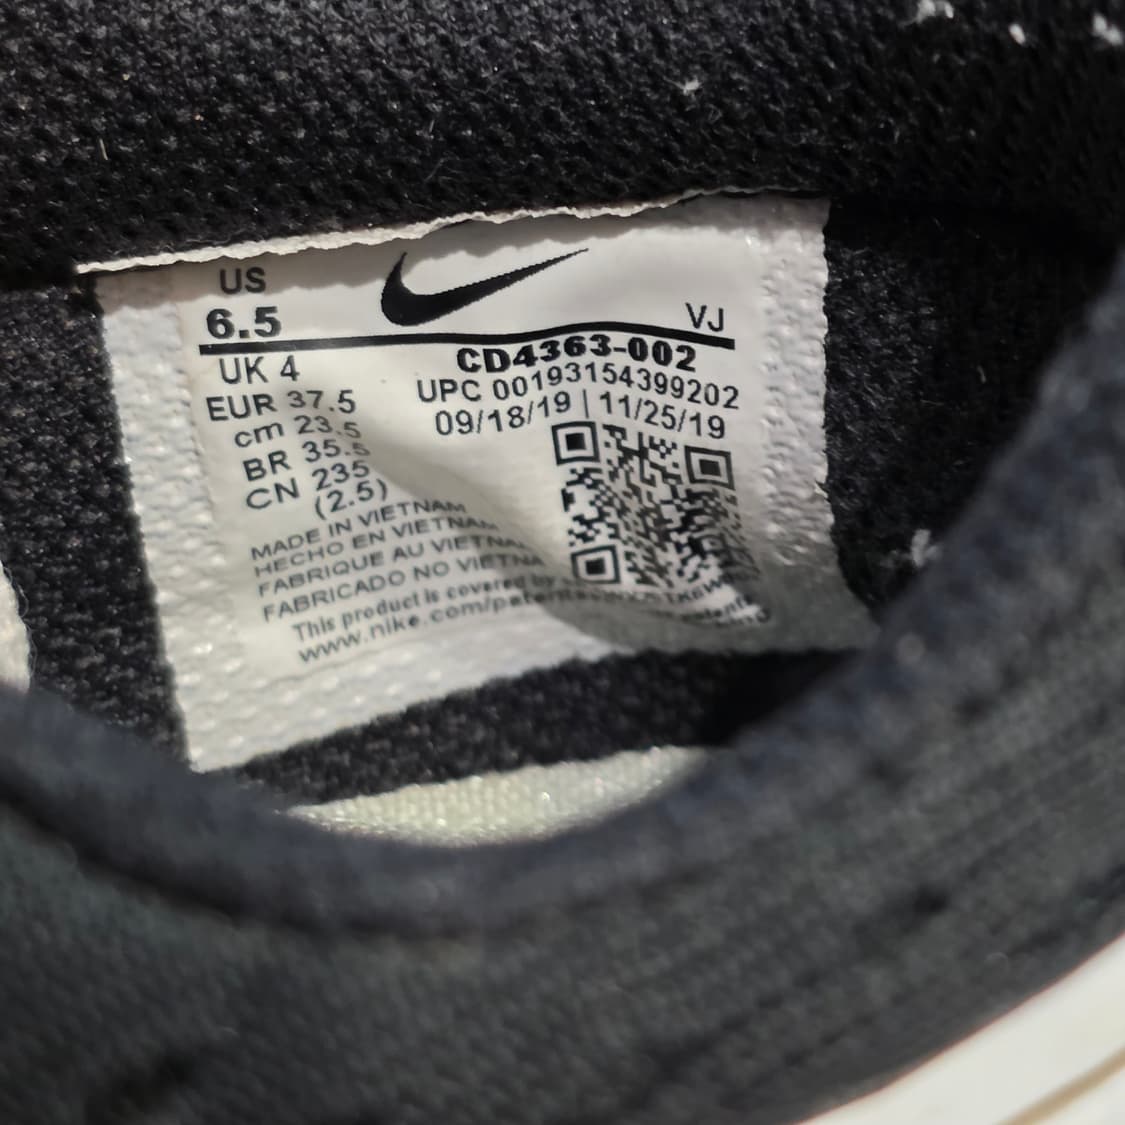 US
6.5
VJ
UK 4
EUR 37.5
cm 23.5
BR 35.5
CN 235
(2.5)
CD4363-002
UPC 00193154399202
09/18/19 | 11/25/19
MADE IN VIETNAM
HECHO EN VIETNAM
FABRIQUE AU VIETNAM
FABRICADO NO VIETNA
This product is covered by
www.nike.com/patents